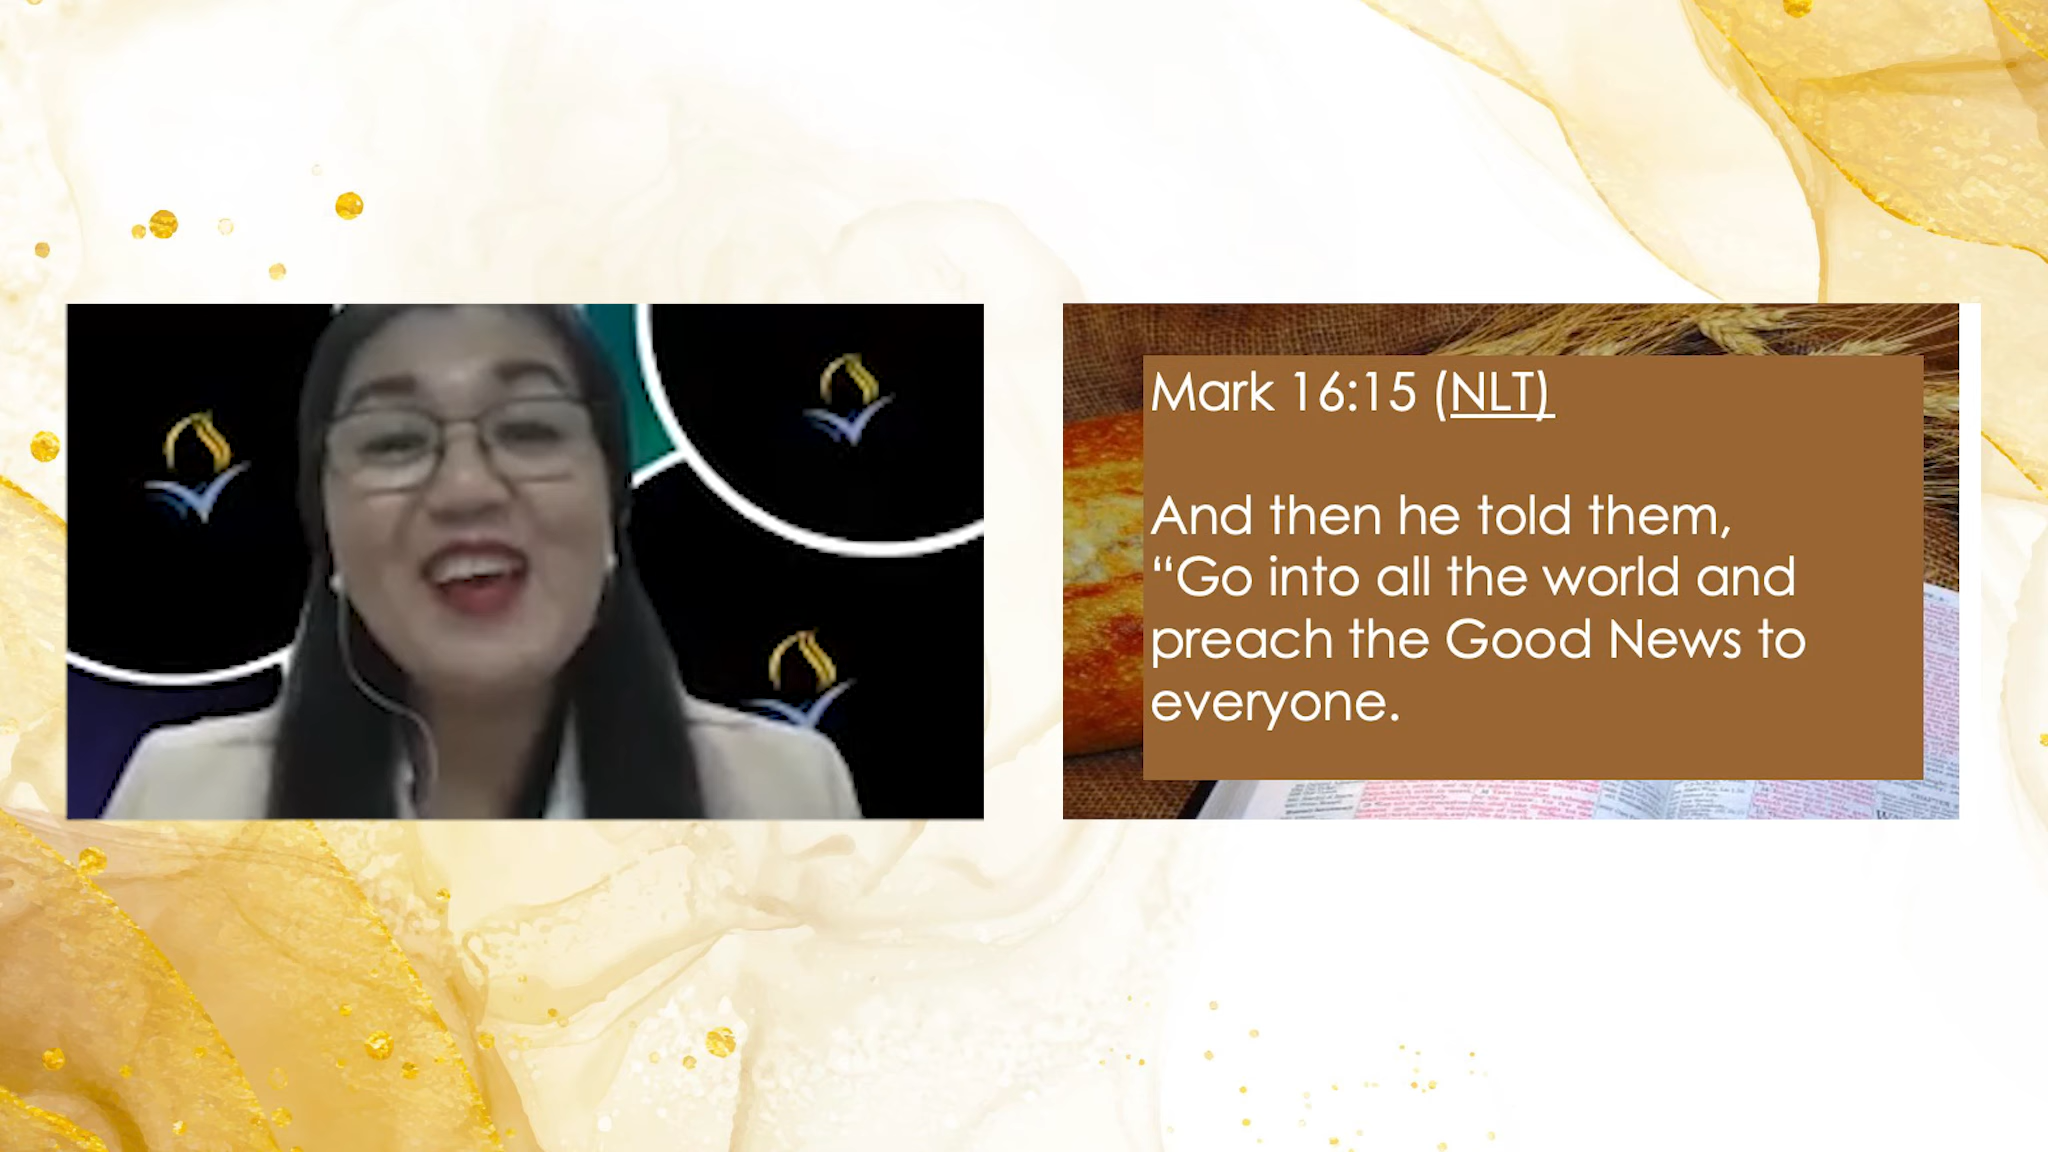 Mark 16:15 (NLT)
And then he told them,
“Go into all the world and
preach the Good News to
everyone.